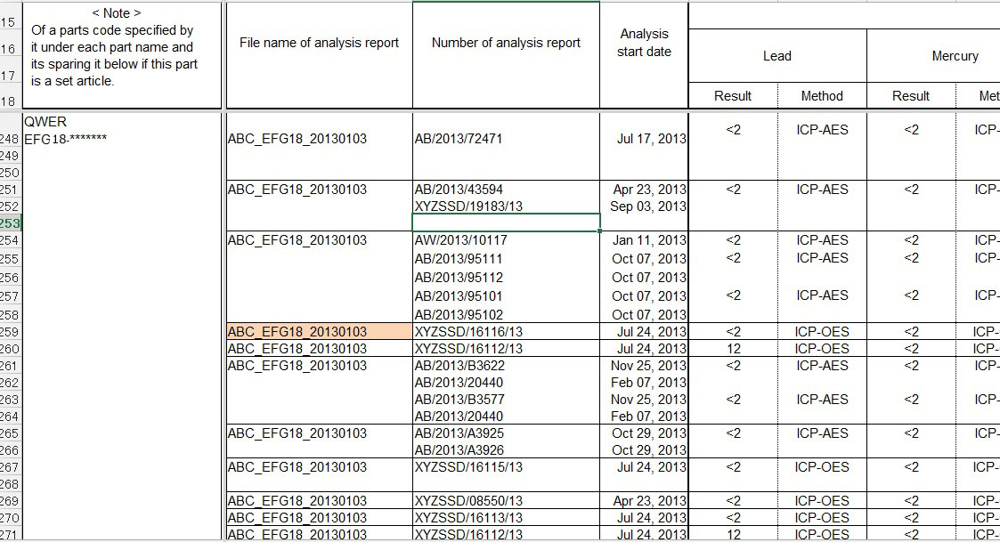 15
16
17
18
< Note >
Of a parts code specified by
it under each part name and
its sparing it below if this part
is a set article.
File name of analysis report
Number of analysis report
Analysis
start date
Lead
Mercury
Result Method Result Met
QWER
248 EFG18-******* ABC_EFG18_20130103 AB/2013/72471 Jul 17, 2013 <2 ICP-AES <2 ICP-
249
250
251 ABC_EFG18_20130103 AB/2013/43594 Apr 23, 2013 <2 ICP-AES <2 ICP-
252 XYZSSD/19183/13 Sep 03, 2013
253
254 ABC_EFG18_20130103 AW/2013/10117 Jan 11, 2013 <2 ICP-AES <2 ICP-
255 AB/2013/95111 Oct 07, 2013 <2 ICP-AES <2 ICP-
256 AB/2013/95112 Oct 07, 2013
257 AB/2013/95101 Oct 07, 2013 <2 ICP-AES <2 ICP-
258 AB/2013/95102 Oct 07, 2013
259 ABC_EFG18_20130103 XYZSSD/16116/13 Jul 24, 2013 <2 ICP-OES <2 ICP-
260 ABC_EFG18_20130103 XYZSSD/16112/13 Jul 24, 2013 12 ICP-OES <2 ICP-
261 ABC_EFG18_20130103 AB/2013/B3622 Nov 25, 2013 <2 ICP-AES <2 ICP-
262 AB/2013/20440 Feb 07, 2013
263 AB/2013/B3577 Nov 25, 2013 <2 ICP-AES <2 ICP-
264 AB/2013/20440 Feb 07, 2013
265 ABC_EFG18_20130103 AB/2013/A3925 Oct 29, 2013 <2 ICP-AES <2 ICP-
266 AB/2013/A3926 Oct 29, 2013
267 ABC_EFG18_20130103 XYZSSD/16115/13 Jul 24, 2013 <2 ICP-OES <2 ICP-
268
269 ABC_EFG18_20130103 XYZSSD/08550/13 Apr 23, 2013 <2 ICP-OES <2 ICP-
270 ABC_EFG18_20130103 XYZSSD/16113/13 Jul 24, 2013 <2 ICP-OES <2 ICP-
271 ABC_EFG18_20130103 XYZSSD/16112/13 Jul 24, 2013 12 ICP-OES <2 ICP-